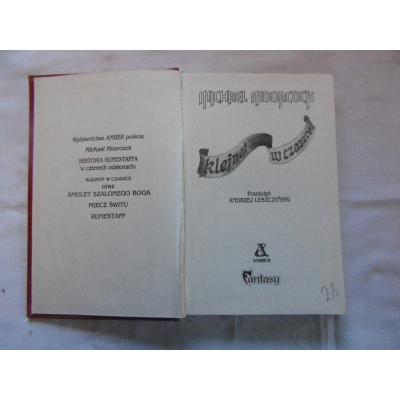 Wydawnictwo AMBER poleca:
Michael Moorcock
HISTORIA RUNESTAFFA
w czterech odsłonach:
KLEJNOT W CZASZCE
oraz
AMULET SZALONEGO BOGA
MIECZ ŚWITU
RUNESTAFF
MICHAEL MOORCOCK
klejnot
w czaszce
Przełożył
ANDRZEJ LESZCZYŃSKI
AMBER
Fantasy